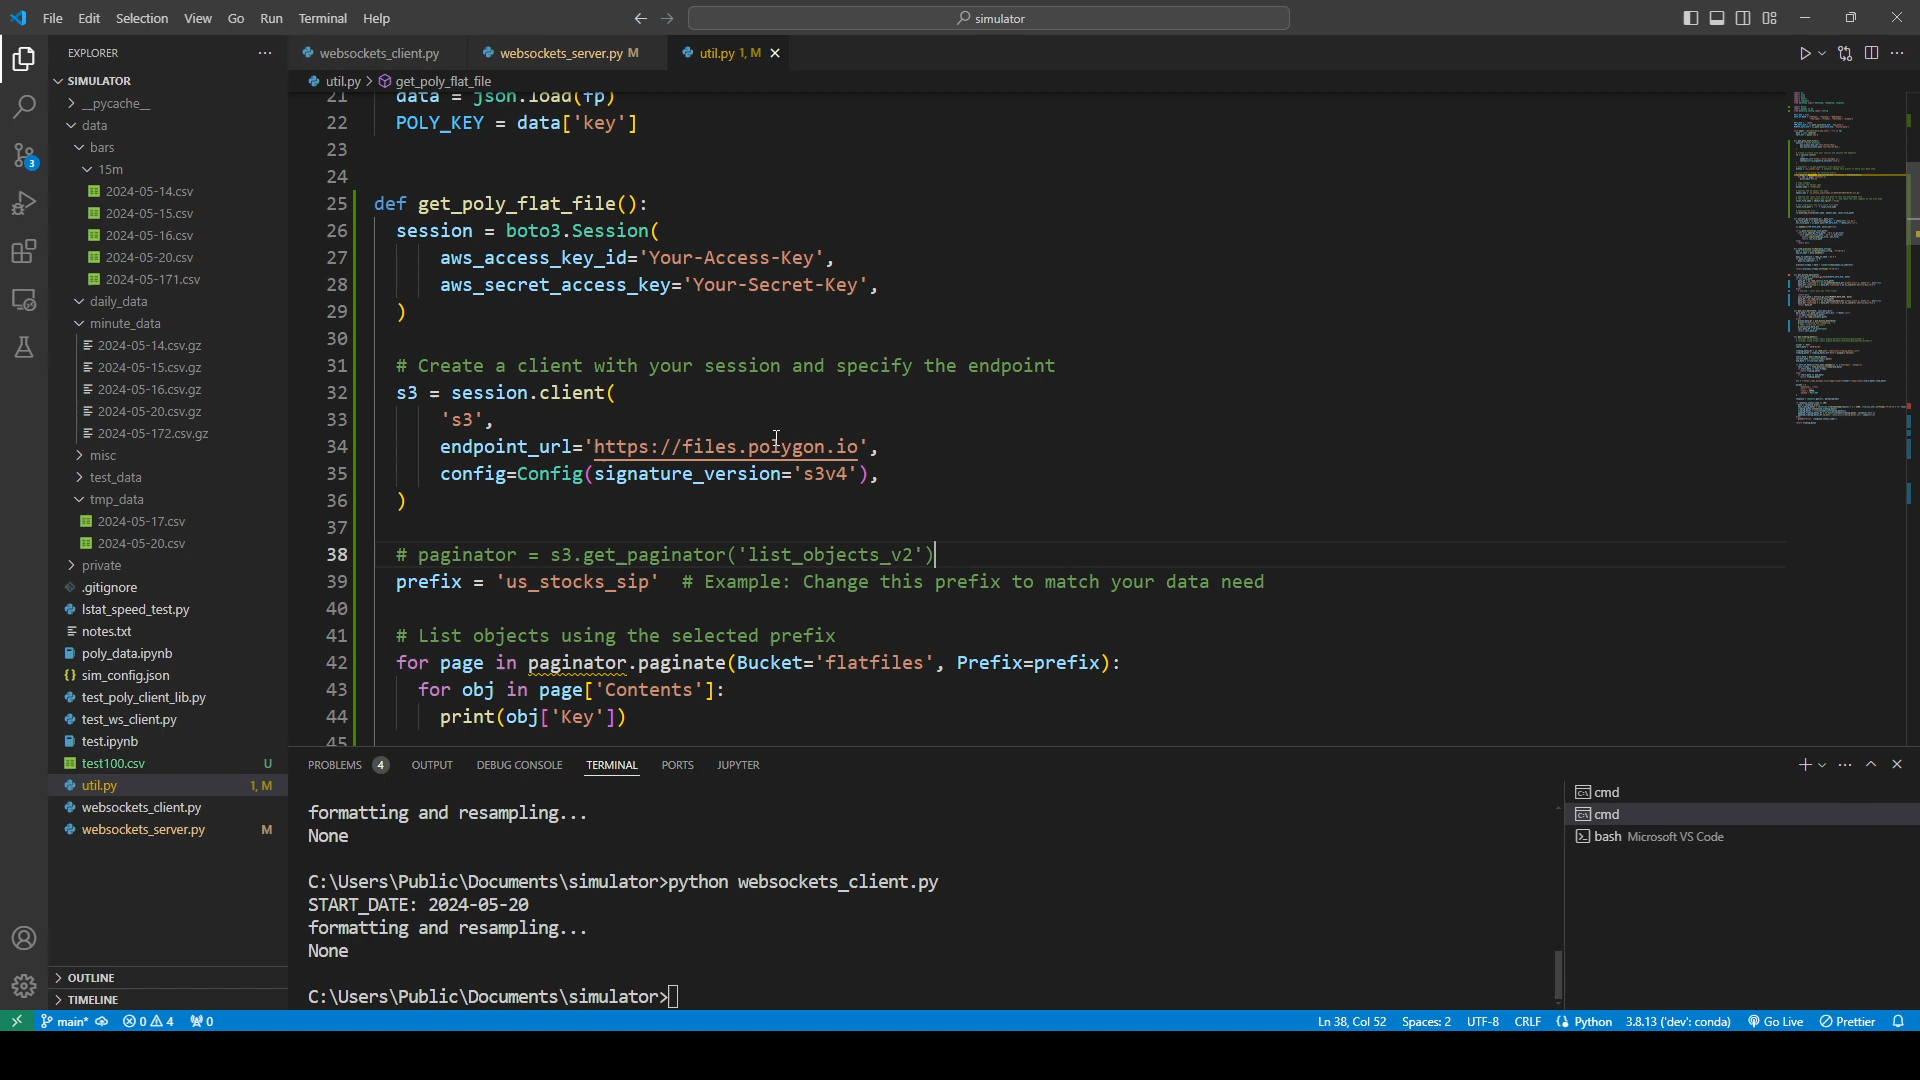 File Edit Selection View Go Run Terminal Help
simulator
EXPLORER
SIMULATOR
__pycache__
data
bars
15m
2024-05-14.csv
2024-05-15.csv
2024-05-16.csv
2024-05-20.csv
2024-05-171.csv
daily_data
minute_data
2024-05-14.csv.gz
2024-05-15.csv.gz
2024-05-16.csv.gz
2024-05-20.csv.gz
2024-05-172.csv.gz
misc
test_data
tmp_data
2024-05-17.csv
2024-05-20.csv
private
.gitignore
lstat_speed_test.py
notes.txt
poly_data.ipynb
sim_config.json
test_poly_client_lib.py
test_ws_client.py
test.ipynb
test100.csv U
util.py 1, M
websockets_client.py
websockets_server.py M
OUTLINE
TIMELINE
websockets_client.py websockets_server.py M util.py 1, M
util.py > get_poly_flat_file
21 data = json.load(fp)
22 POLY_KEY = data['key']
23
24
25 def get_poly_flat_file():
26 session = boto3.Session(
27 aws_access_key_id='Your-Access-Key',
28 aws_secret_access_key='Your-Secret-Key',
29 )
30
31 # Create a client with your session and specify the endpoint
32 s3 = session.client(
33 's3',
34 endpoint_url='https://files.polygon.io',
35 config=Config(signature_version='s3v4'),
36 )
37
38 # paginator = s3.get_paginator('list_objects_v2')
39 prefix = 'us_stocks_sip' # Example: Change this prefix to match your data need
40
41 # List objects using the selected prefix
42 for page in paginator.paginate(Bucket='flatfiles', Prefix=prefix):
43 for obj in page['Contents']:
44 print(obj['Key'])
45
PROBLEMS 4 OUTPUT DEBUG CONSOLE TERMINAL PORTS JUPYTER
formatting and resampling...
None
C:\Users\Public\Documents\simulator>python websockets_client.py
START_DATE: 2024-05-20
formatting and resampling...
None
C:\Users\Public\Documents\simulator>
cmd
cmd
bash Microsoft VS Code
3
main* 0 4 0 Ln 38, Col 52 Spaces: 2 UTF-8 CRLF Python 3.8.13 ('dev': conda) Go Live Prettier